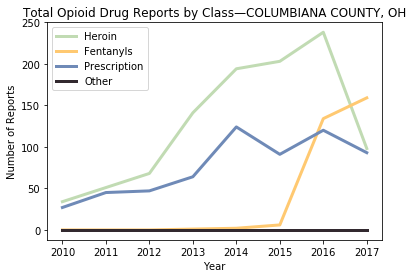 Total Opioid Drug Reports by Class—COLUMBIANA COUNTY, OH
Heroin
Fentanyls
Prescription
Other
Number of Reports
250
200
150
100
50
0
2010 2011 2012 2013 2014 2015 2016 2017
Year